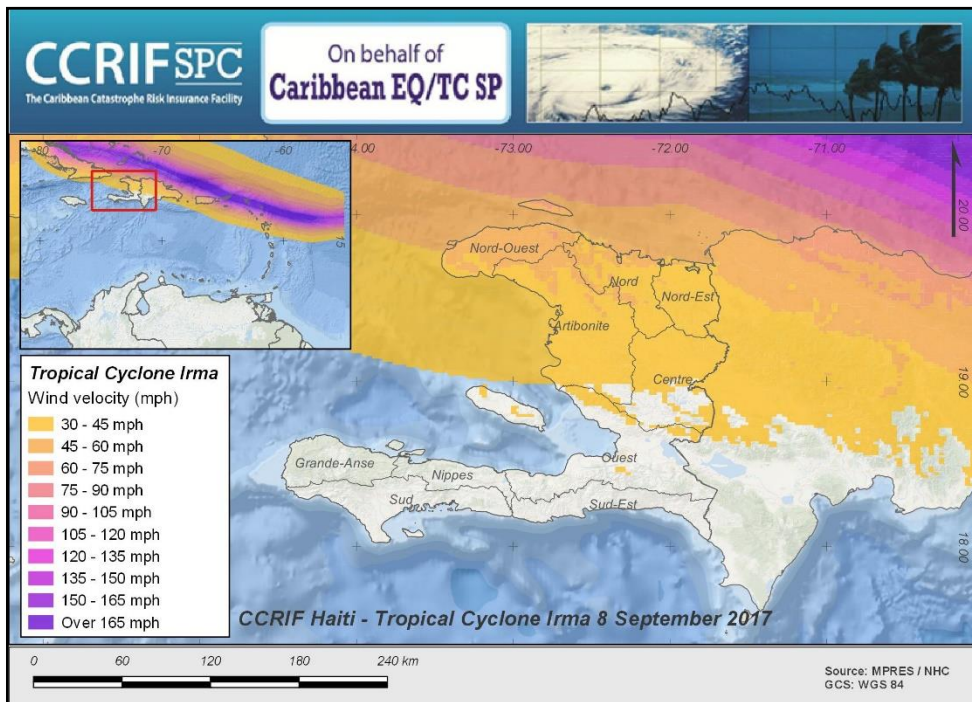 CCRIF SPC
The Caribbean Catastrophe Risk Insurance Facility
On behalf of
Caribbean EQ/TC SP
-80
-70
-60
15
4.00
-73.00
-72.00
-71.00
20.00
19.00
18.00
Nord-Ouest
Nord
Nord-Est
Artibonite
Centre
Ouest
Grande-Anse
Nippes
Sud
Sud-Est
Tropical Cyclone Irma
Wind velocity (mph)
30 - 45 mph
45 - 60 mph
60 - 75 mph
75 - 90 mph
90 - 105 mph
105 - 120 mph
120 - 135 mph
135 - 150 mph
150 - 165 mph
Over 165 mph
CCRIF Haiti - Tropical Cyclone Irma 8 September 2017
0 60 120 180 240 km
Source: MPRES / NHC
GCS: WGS 84